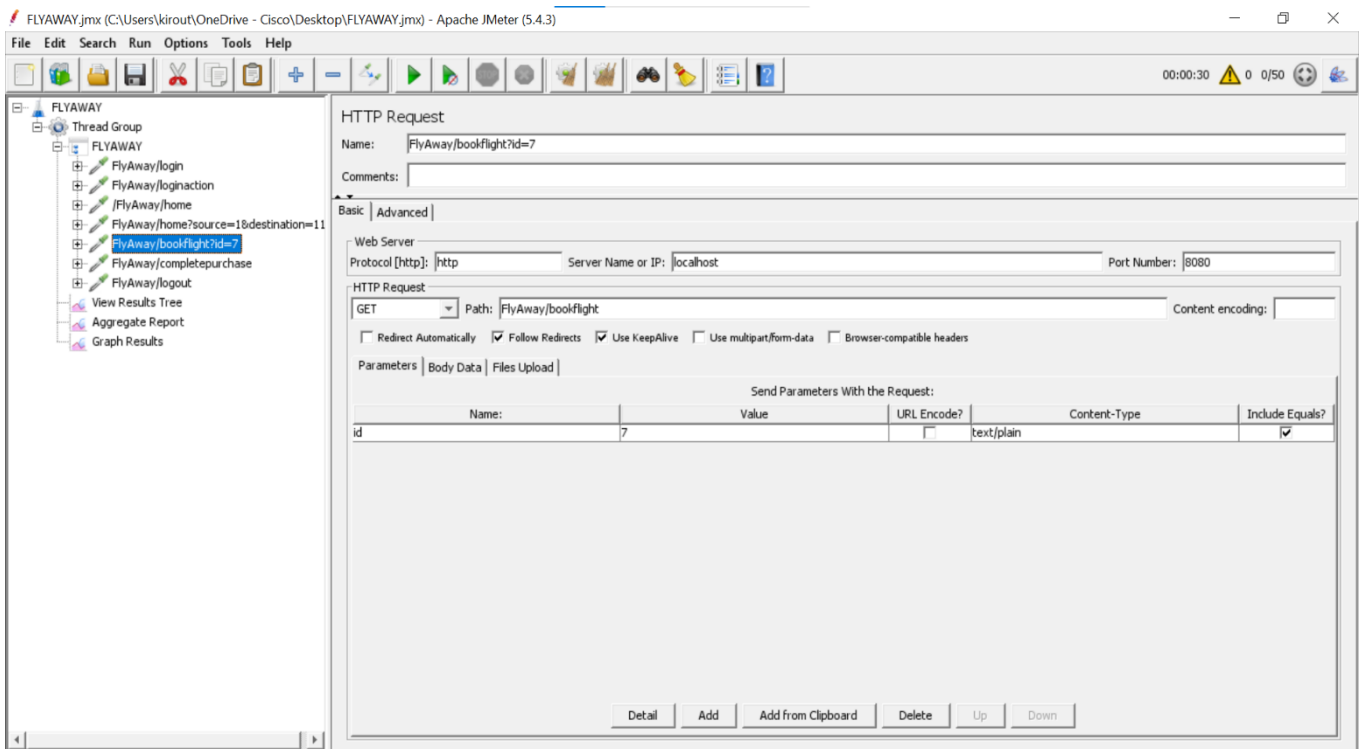 FLYAWAY.jmx (C:\Users\kirout\OneDrive - Cisco\Desktop\FLYAWAY.jmx) - Apache JMeter (5.4.3)
File Edit Search Run Options Tools Help
00:00:30 0 0/50
FLYAWAY
Thread Group
FLYAWAY
FlyAway/login
FlyAway/loginaction
/FlyAway/home
FlyAway/home?source=1&destination=11
FlyAway/bookflight?id=7
FlyAway/completepurchase
FlyAway/logout
View Results Tree
Aggregate Report
Graph Results
HTTP Request
Name: FlyAway/bookflight?id=7
Comments:
Basic Advanced
Web Server
Protocol [http]: http Server Name or IP: localhost Port Number: 8080
HTTP Request
GET Path: FlyAway/bookflight Content encoding:
Redirect Automatically Follow Redirects Use KeepAlive Use multipart/form-data Browser-compatible headers
Parameters Body Data Files Upload
Send Parameters With the Request:
Name: Value URL Encode? Content-Type Include Equals?
id 7 text/plain
Detail Add Add from Clipboard Delete Up Down